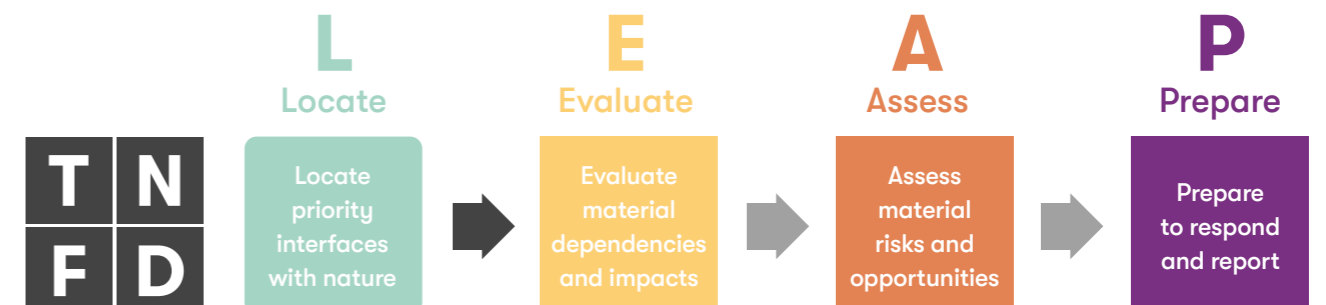 L
Locate
E
Evaluate
A
Assess
P
Prepare
T N
F D
Locate
priority
interfaces
with nature
Evaluate
material
dependencies
and impacts
Assess
material
risks and
opportunities
Prepare
to respond
and report